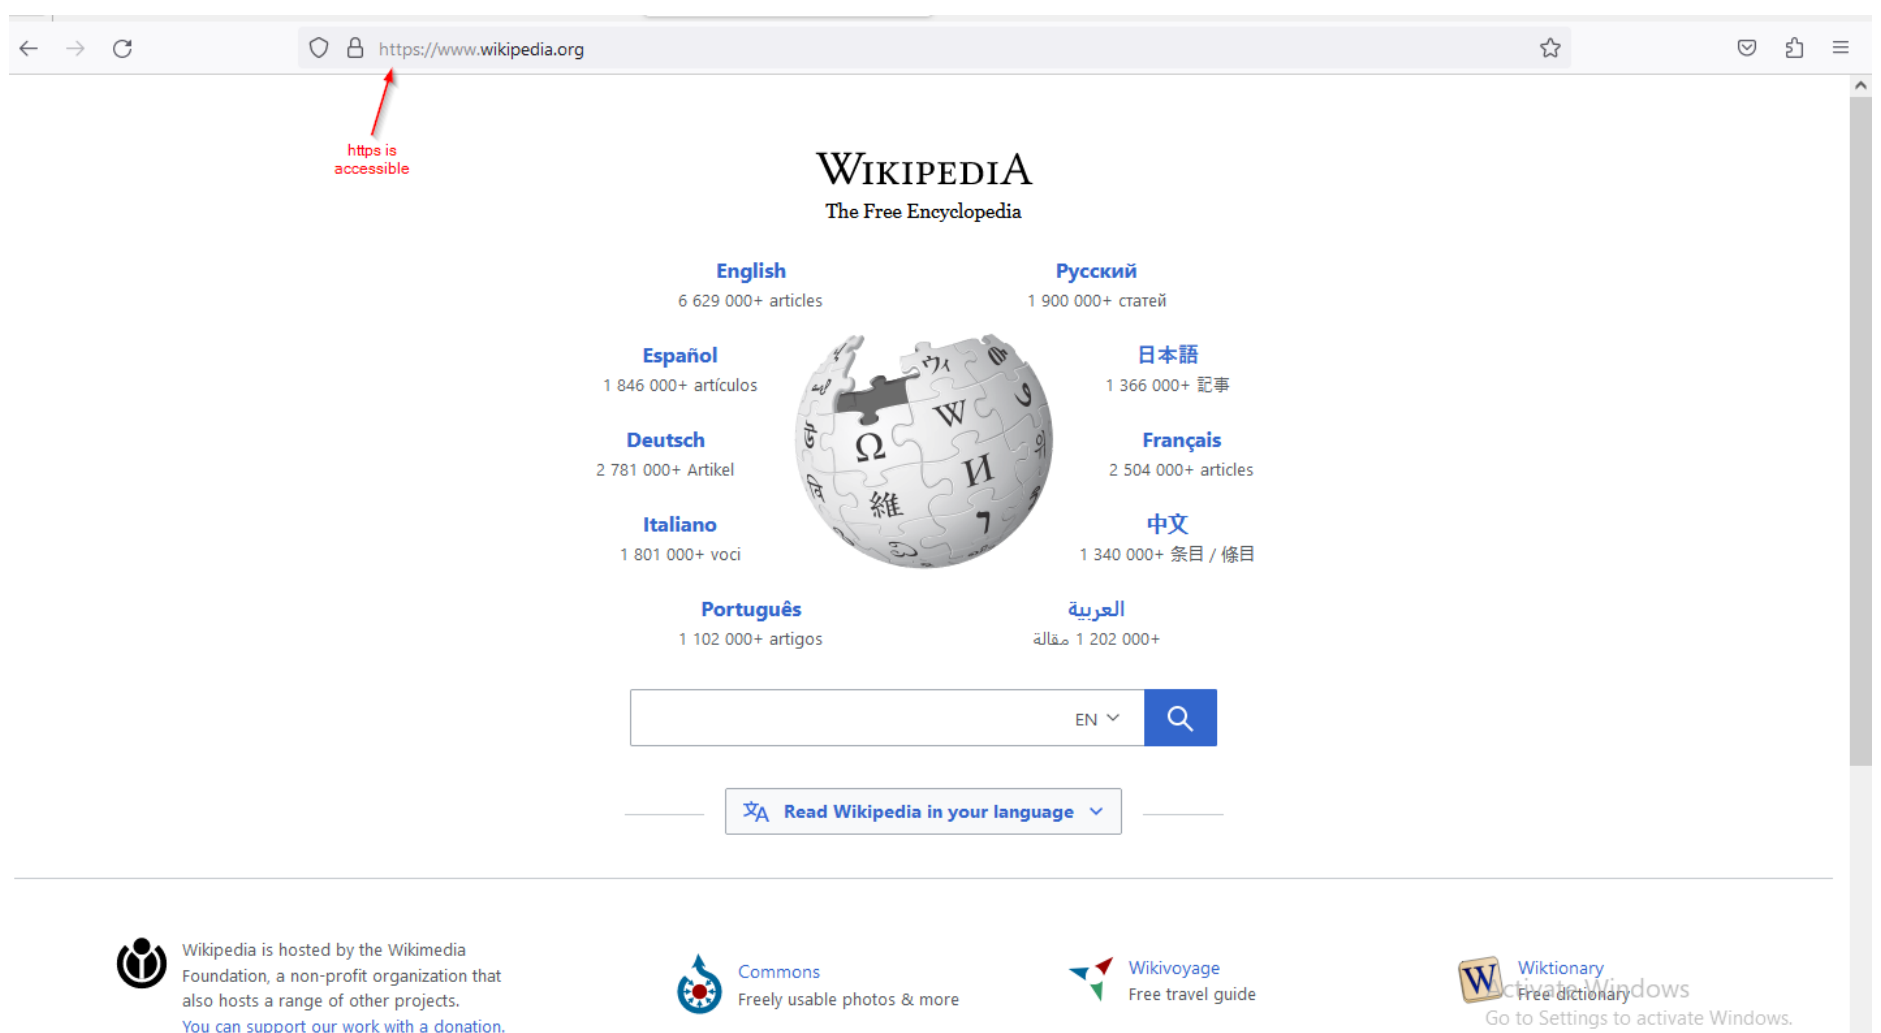 https://www.wikipedia.org
https is
accessible
WIKIPEDIA
The Free Encyclopedia
English
6 629 000+ articles
Русский
1 900 000+ статей
Español
1 846 000+ artículos
日本語
1 366 000+ 記事
Deutsch
2 781 000+ Artikel
Français
2 504 000+ articles
Italiano
1 801 000+ voci
中文
1 340 000+ 条目 / 條目
Português
1 102 000+ artigos
العربية
1 202 000+ مقالة
Ω
W
И
維
ウィ
EN
Read Wikipedia in your language
Wikipedia is hosted by the Wikimedia
Foundation, a non-profit organization that
also hosts a range of other projects.
You can support our work with a donation.
Commons
Freely usable photos & more
Wikivoyage
Free travel guide
W
Wiktionary
Free dictionary
Activate Windows
Go to Settings to activate Windows.